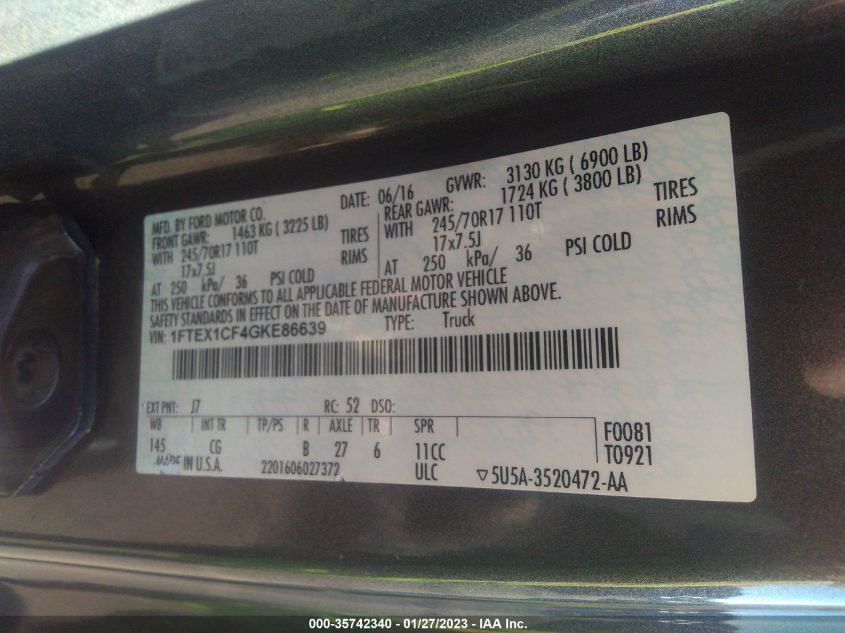 MFD. BY FORD MOTOR CO. DATE: 06/16 GVWR: 3130 KG ( 6900 LB)
FRONT GAWR: 1463 KG ( 3225 LB) REAR GAWR: 1724 KG ( 3800 LB)
WITH 245/70R17 110T TIRES WITH 245/70R17 110T TIRES
17x7.5J RIMS 17x7.5J RIMS
AT 250 kPa/ 36 PSI COLD AT 250 kPa/ 36 PSI COLD
THIS VEHICLE CONFORMS TO ALL APPLICABLE FEDERAL MOTOR VEHICLE
SAFETY STANDARDS IN EFFECT ON THE DATE OF MANUFACTURE SHOWN ABOVE.
VIN: 1FTEX1CF4GKE86639 TYPE: Truck
EXT PNT: J7 RC: 52 DSO:
WB INT TR TP/PS R AXLE TR SPR F0081
145 CG B 27 6 11CC T0921
MADE IN U.S.A. 2201606027372 ULC ▽5U5A-3520472-AA
000-35742340 — 01/27/2023 — IAA Inc.